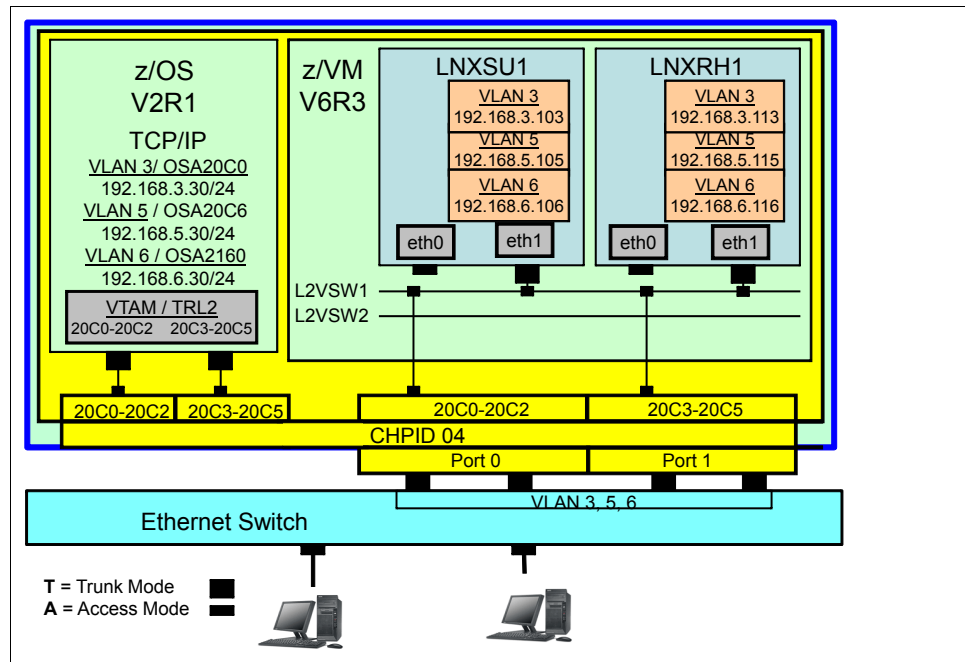 z/OS
V2R1
TCP/IP
VLAN 3/ OSA20C0
192.168.3.30/24
VLAN 5 / OSA20C6
192.168.5.30/24
VLAN 6 / OSA2160
192.168.6.30/24
VTAM / TRL2
20C0-20C2 20C3-20C5
z/VM
V6R3
LNXSU1
VLAN 3
192.168.3.103
VLAN 5
192.168.5.105
VLAN 6
192.168.6.106
eth0 eth1
LNXRH1
VLAN 3
192.168.3.113
VLAN 5
192.168.5.115
VLAN 6
192.168.6.116
eth0 eth1
L2VSW1
L2VSW2
20C0-20C2 20C3-20C5 20C0-20C2 20C3-20C5
CHPID 04
Port 0 Port 1
VLAN 3, 5, 6
Ethernet Switch
T = Trunk Mode
A = Access Mode